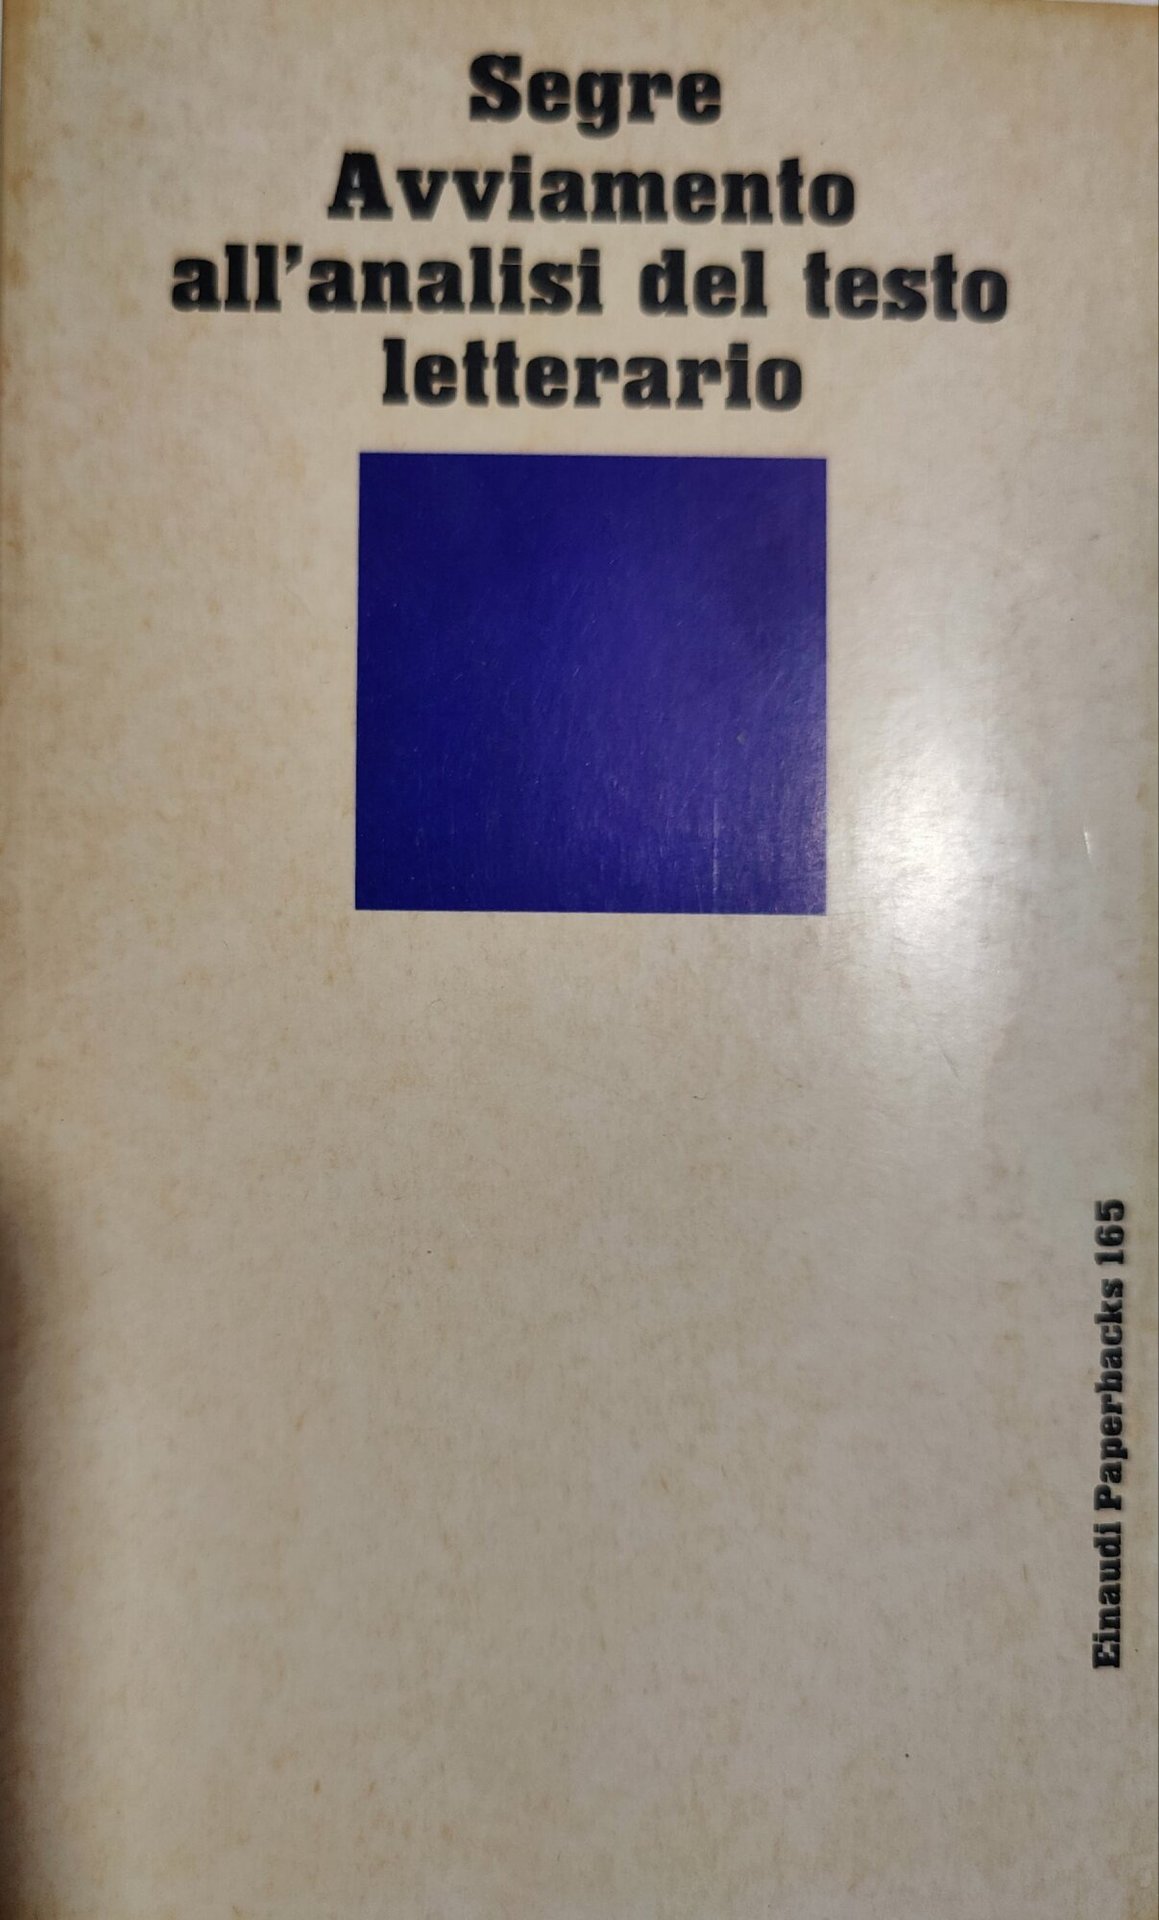 Segre
Avviamento
all'analisi del testo
letterario
Einaudi Paperbacks 165